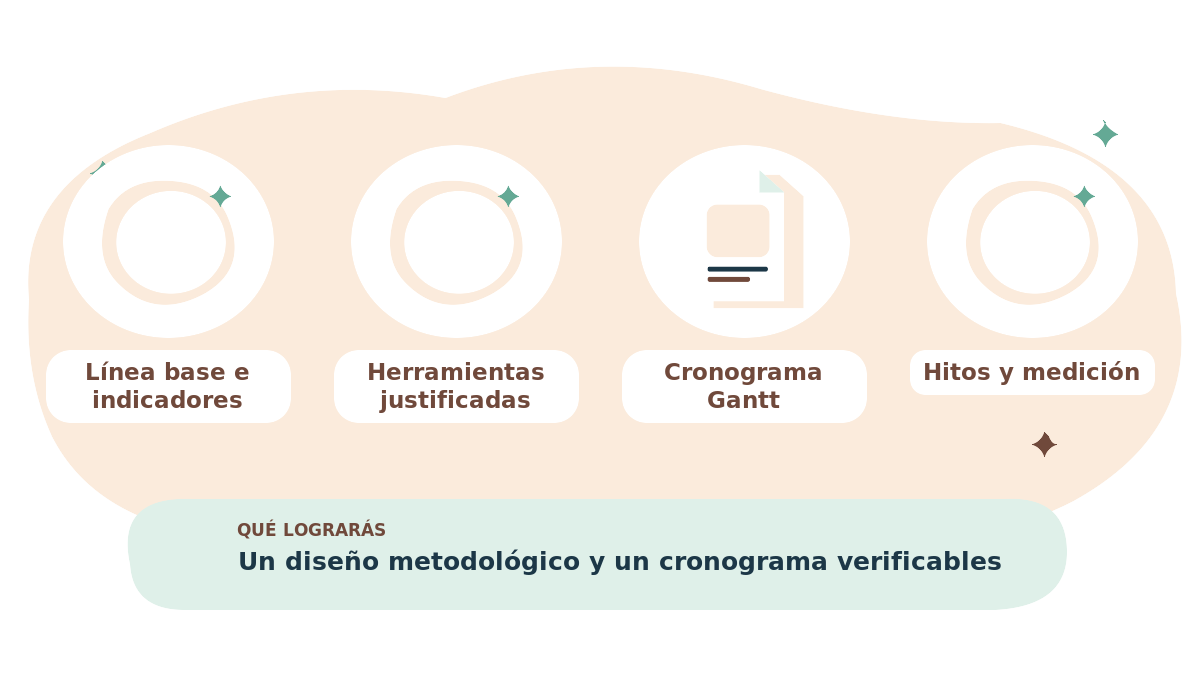 Línea base e
indicadores
Herramientas
justificadas
Cronograma
Gantt
Hitos y medición
QUÉ LOGRARÁS
Un diseño metodológico y un cronograma verificables